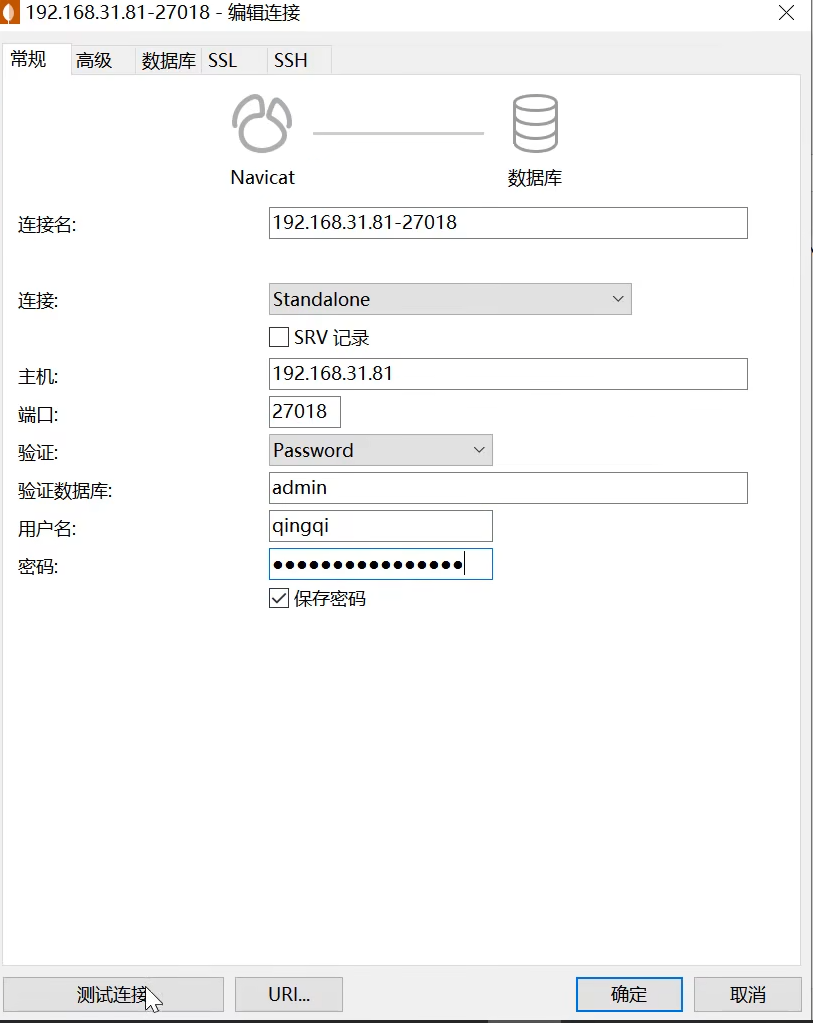 192.168.31.81-27018 - 编辑连接
常规 高级 数据库 SSL SSH
Navicat 数据库
连接名: 192.168.31.81-27018
连接: Standalone
SRV 记录
主机: 192.168.31.81
端口: 27018
验证: Password
验证数据库: admin
用户名: qingqi
密码: ●●●●●●●●●●●●●●●●
保存密码
测试连接 URI... 确定 取消